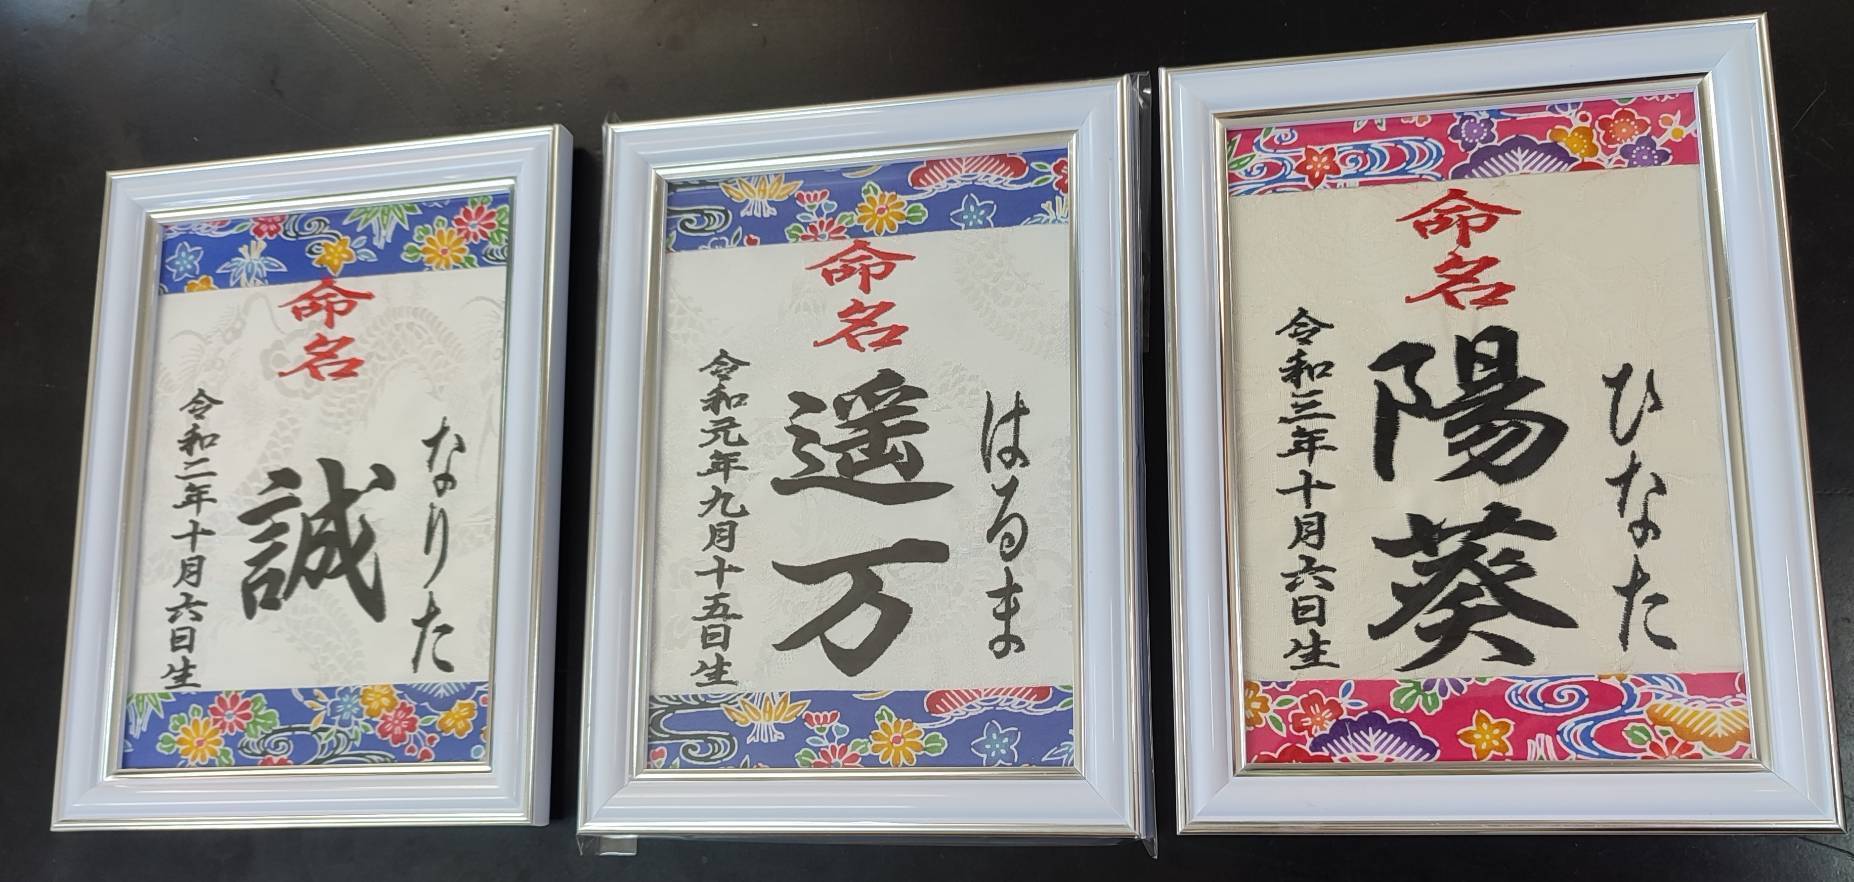 命名
なりた
誠
令和二年十月六日生
命名
はるま
遥万
令和元年九月十五日生
命名
ひなた
陽葵
令和三年十月六日生